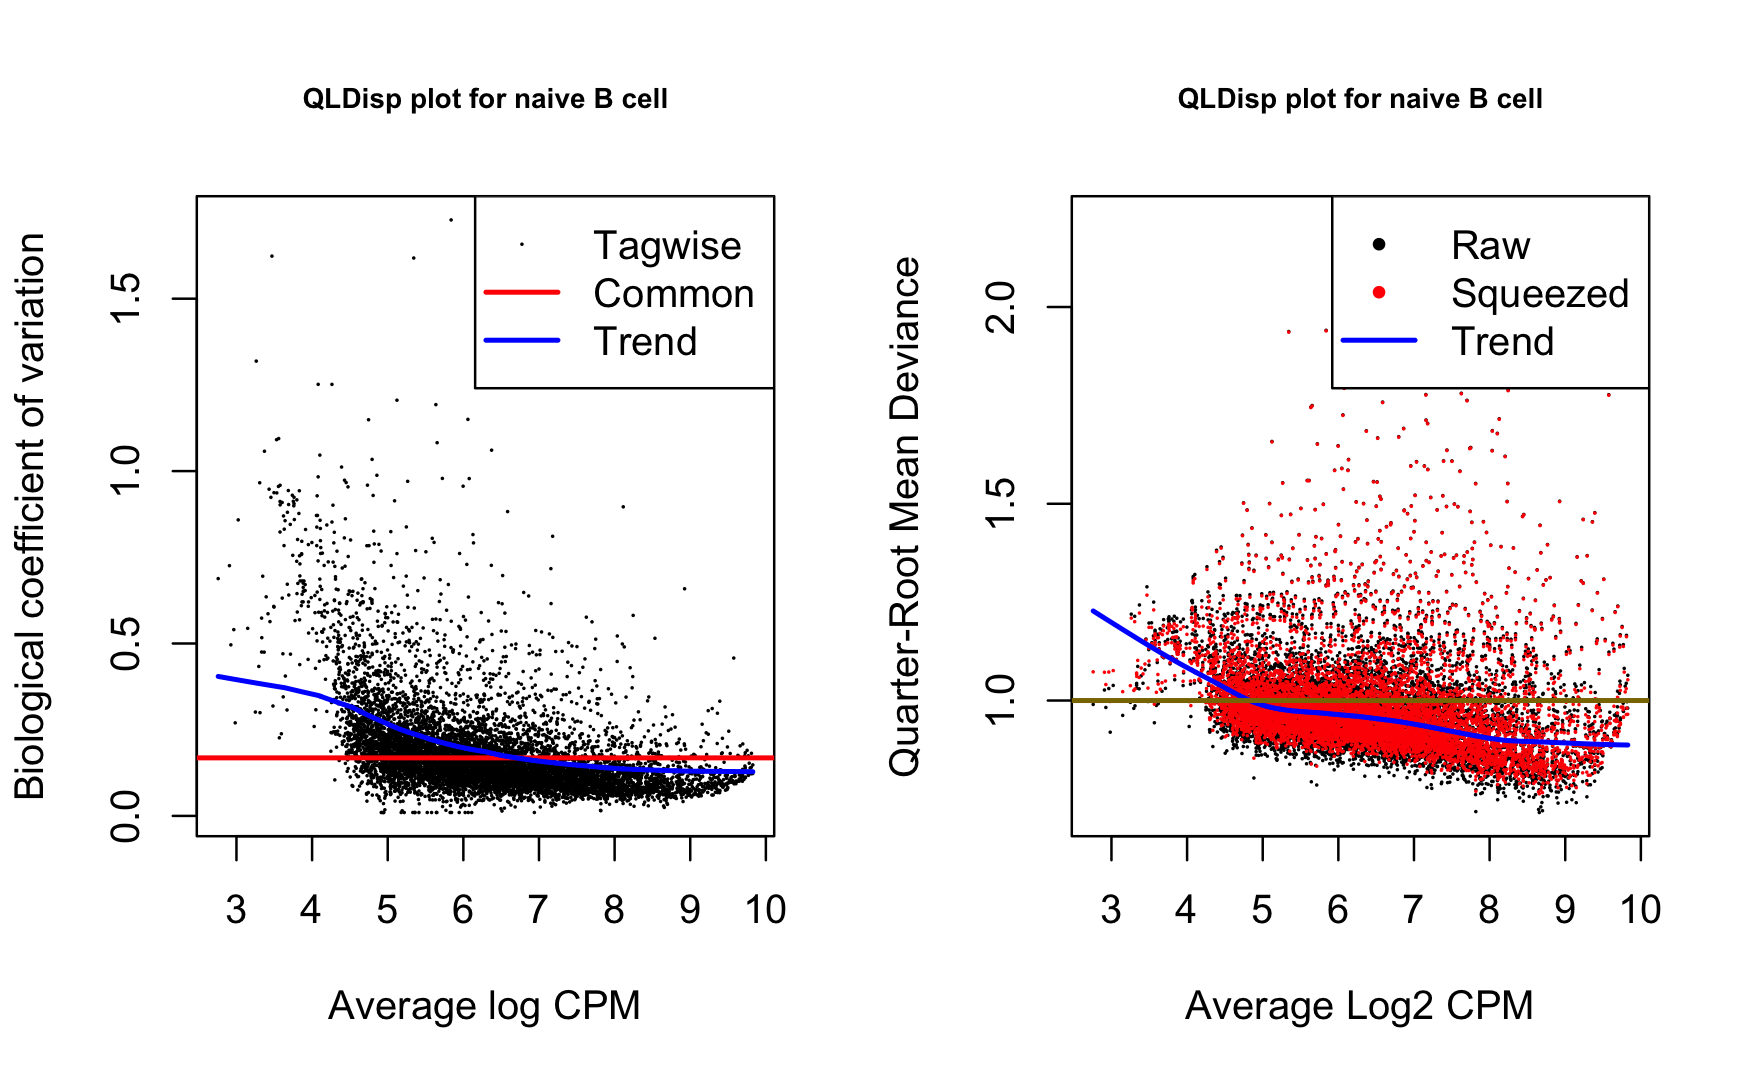 QLDisp plot for naive B cell
Biological coefficient of variation
0.0
0.5
1.0
1.5
Tagwise
Common
Trend
3 4 5 6 7 8 9 10
Average log CPM
QLDisp plot for naive B cell
Quarter-Root Mean Deviance
1.0
1.5
2.0
Raw
Squeezed
Trend
3 4 5 6 7 8 9 10
Average Log2 CPM